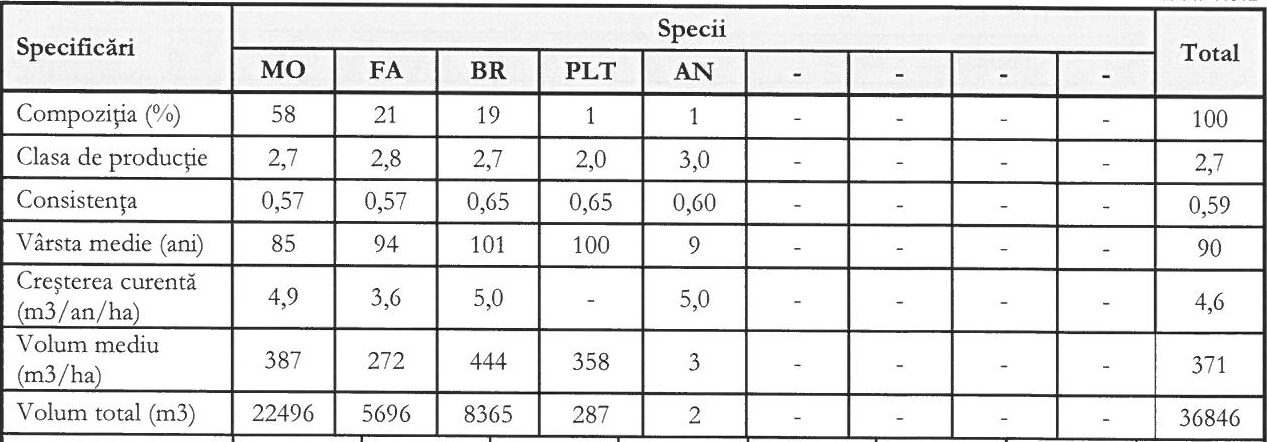 Specificări Specii Total
MO FA BR PLT AN - - - -
Compoziția (%) 58 21 19 1 1 - - - - 100
Clasa de producție 2,7 2,8 2,7 2,0 3,0 - - - - 2,7
Consistența 0,57 0,57 0,65 0,65 0,60 - - - - 0,59
Vârsta medie (ani) 85 94 101 100 9 - - - - 90
Creșterea curentă
(m3/an/ha) 4,9 3,6 5,0 - 5,0 - - - - 4,6
Volum mediu
(m3/ha) 387 272 444 358 3 - - - - 371
Volum total (m3) 22496 5696 8365 287 2 - - - - 36846